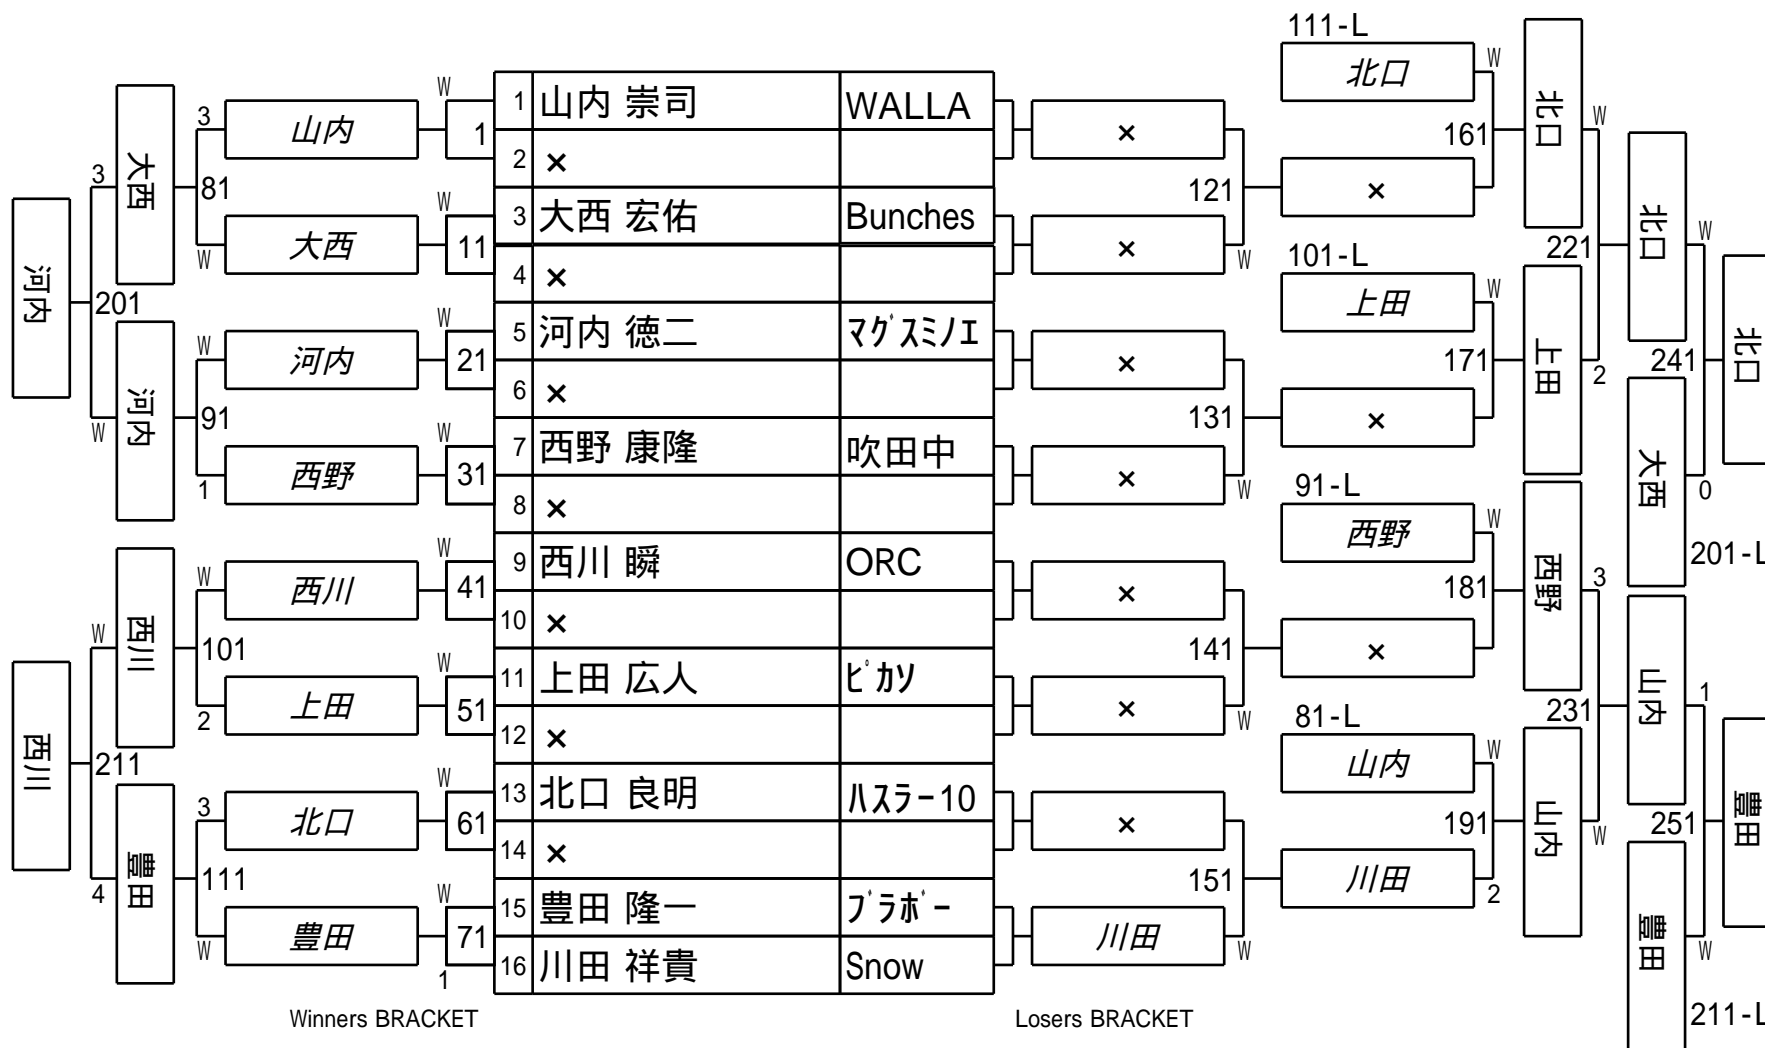 河内
3
W
201
大西
河内
3
W
81
W
1
91
山内
大西
河内
西野
W
1
W
11
W
21
W
31
西川
W
4
211
西川
豊田
W
2
101
3
W
111
西川
上田
北口
豊田
W
41
W
51
W
61
W
71
1
1 山内 崇司 WALLA
2 ×
3 大西 宏佑 Bunches
4 ×
5 河内 徳二 マグスミノエ
6 ×
7 西野 康隆 吹田中
8 ×
9 西川 瞬 ORC
10 ×
11 上田 広人 ピカソ
12 ×
13 北口 良明 ハスラー10
14 ×
15 豊田 隆一 ブラボー
16 川田 祥貴 Snow
×
×
121
W
×
×
131
W
×
×
141
W
×
川田
151
W
111-L
北口
W
161
×
101-L
上田
W
171
×
91-L
西野
W
181
×
81-L
山内
W
191
川田
2
北口
W
221
上田
2
西野
3
231
山内
W
北口
W
241
大西
0
201-L
山内
1
251
豊田
W
211-L
北口
豊田
Winners BRACKET
Losers BRACKET